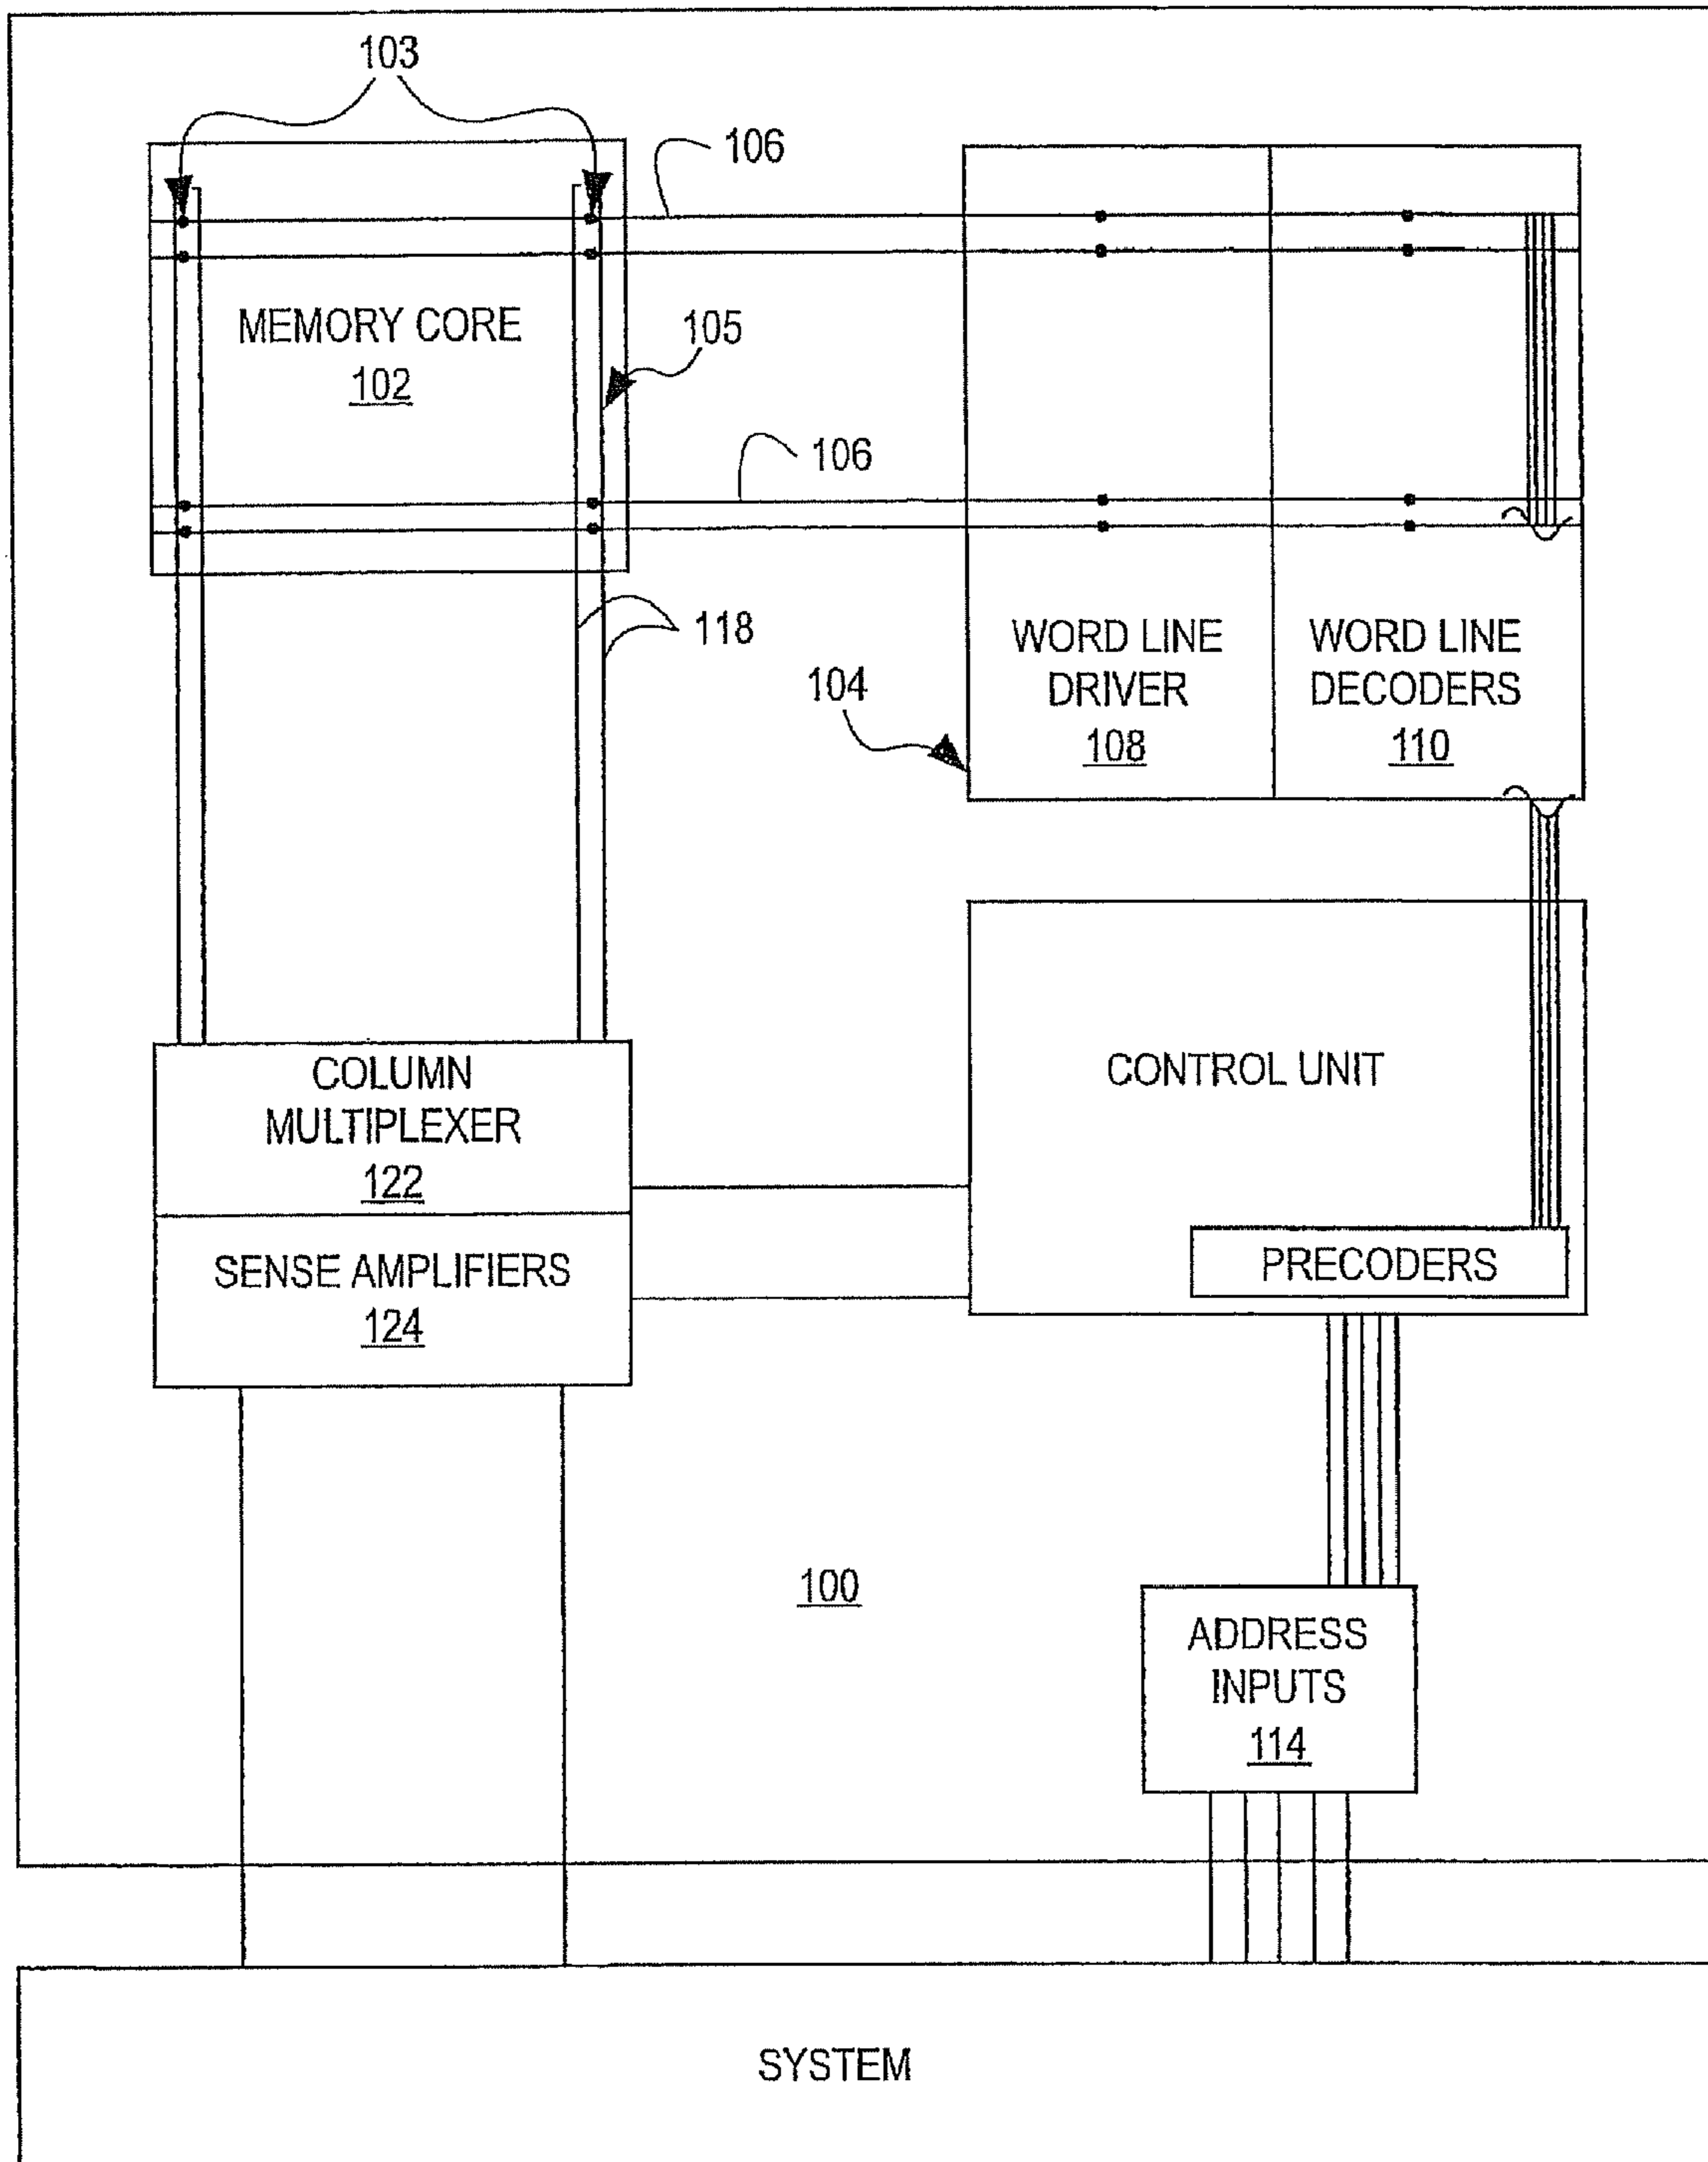 103
106
MEMORY CORE
102
105
106
118
WORD LINE
DRIVER
108
WORD LINE
DECODERS
110
104
COLUMN
MULTIPLEXER
122
SENSE AMPLIFIERS
124
CONTROL UNIT
PRECODERS
100
ADDRESS
INPUTS
114
SYSTEM